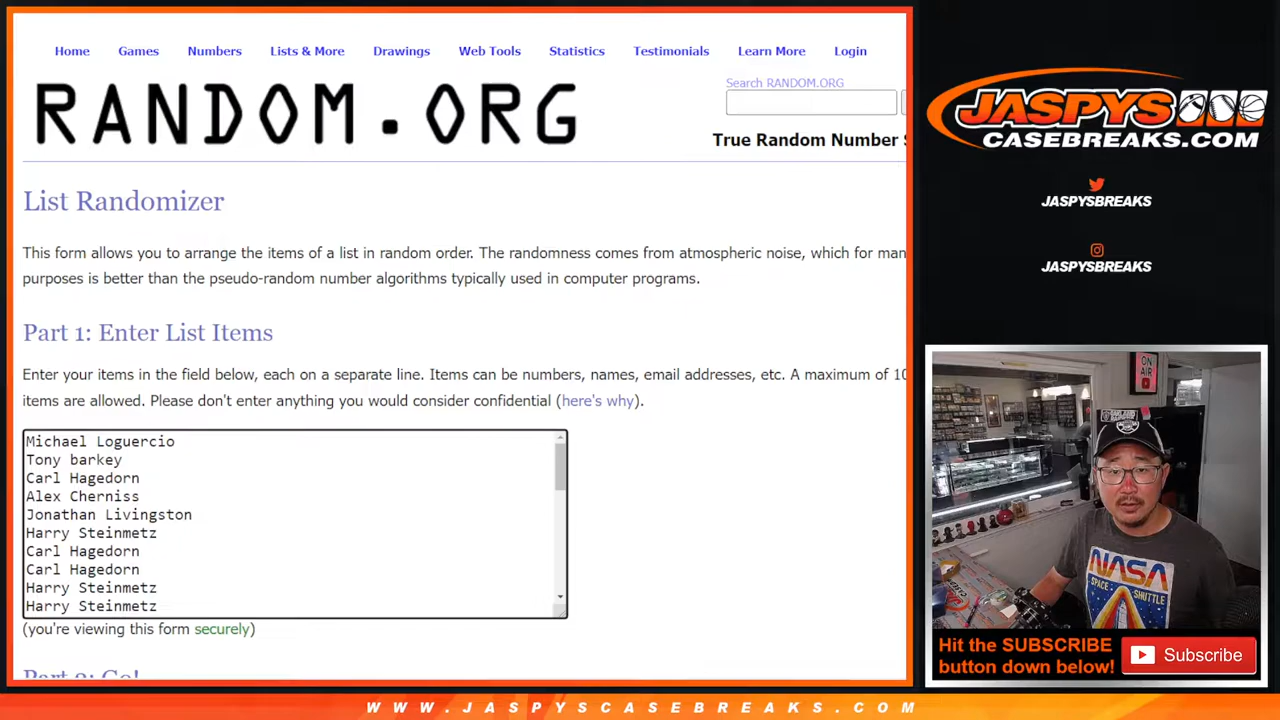 Home Games Numbers Lists & More Drawings Web Tools Statistics Testimonials Learn More Login
RANDOM.ORG
Search RANDOM.ORG
True Random Number S
List Randomizer
This form allows you to arrange the items of a list in random order. The randomness comes from atmospheric noise, which for man
purposes is better than the pseudo-random number algorithms typically used in computer programs.
Part 1: Enter List Items
Enter your items in the field below, each on a separate line. Items can be numbers, names, email addresses, etc. A maximum of 10
items are allowed. Please don't enter anything you would consider confidential (here's why).
Michael Loguercio
Tony barkey
Carl Hagedorn
Alex Cherniss
Jonathan Livingston
Harry Steinmetz
Carl Hagedorn
Carl Hagedorn
Harry Steinmetz
Harry Steinmetz
(you're viewing this form securely)
Part 2: Go!
JASPYS
CASEBREAKS.COM
JASPYSBREAKS
JASPYSBREAKS
ON
AIR
NASA
SPACE SHUTTLE
Hit the SUBSCRIBE
button down below!
Subscribe
WWW.JASPYSCASEBREAKS.COM